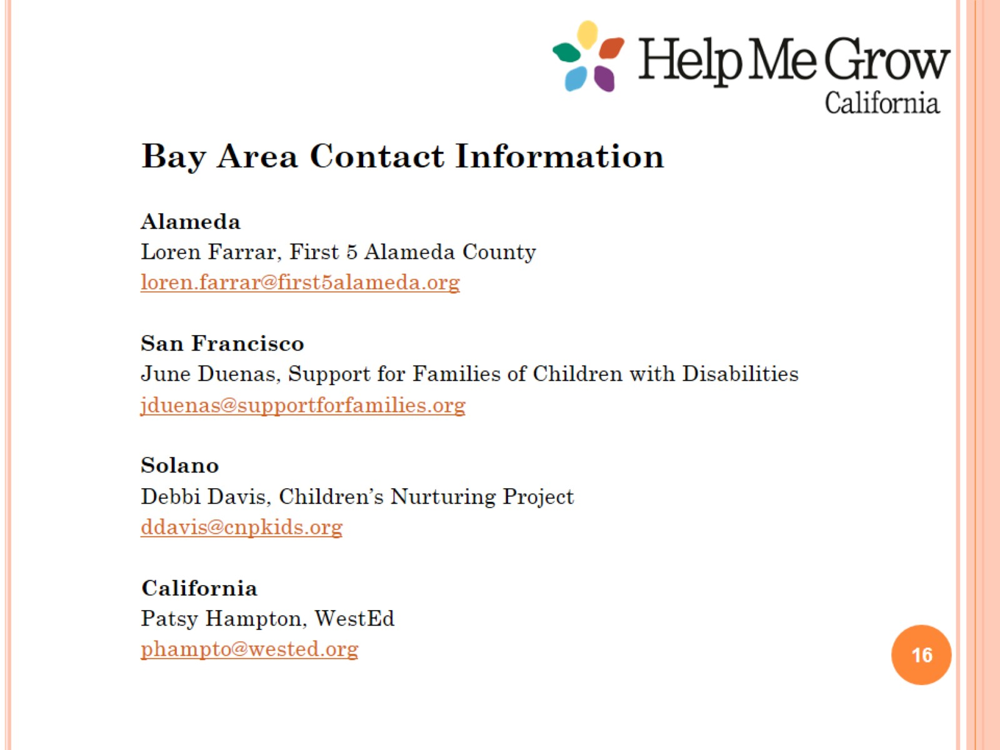 Help Me Grow
California
Bay Area Contact Information
Alameda
Loren Farrar, First 5 Alameda County
loren.farrar@first5alameda.org
San Francisco
June Duenas, Support for Families of Children with Disabilities
jduenas@supportforfamilies.org
Solano
Debbi Davis, Children’s Nurturing Project
ddavis@cnpkids.org
California
Patsy Hampton, WestEd
phampto@wested.org
16